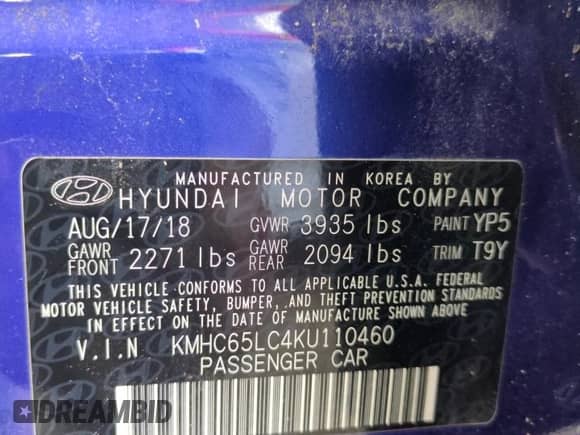 MANUFACTURED IN KOREA BY
HYUNDAI MOTOR COMPANY
AUG/17/18 GVWR 3935 lbs PAINT YP5
GAWR FRONT 2271 lbs GAWR REAR 2094 lbs TRIM T9Y
THIS VEHICLE CONFORMS TO ALL APPLICABLE U.S.A. FEDERAL
MOTOR VEHICLE SAFETY, BUMPER, AND THEFT PREVENTION STANDARDS
IN EFFECT ON THE DATE OF MANUFACTURE SHOWN ABOVE.
V.I.N KMHC65LC4KU110460
PASSENGER CAR
DREAMBID